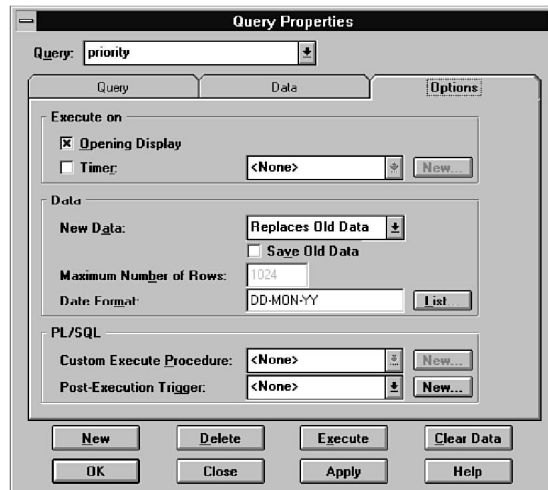 Query Properties
Query: priority
Query Data Options
Execute on
Opening Display
Timer: <None> New...
Data
New Data: Replaces Old Data
Save Old Data
Maximum Number of Rows: 1024
Date Format: DD-MON-YY List...
PL/SQL
Custom Execute Procedure: <None> New...
Post-Execution Trigger: <None> New...
New Delete Execute Clear Data
OK Close Apply Help